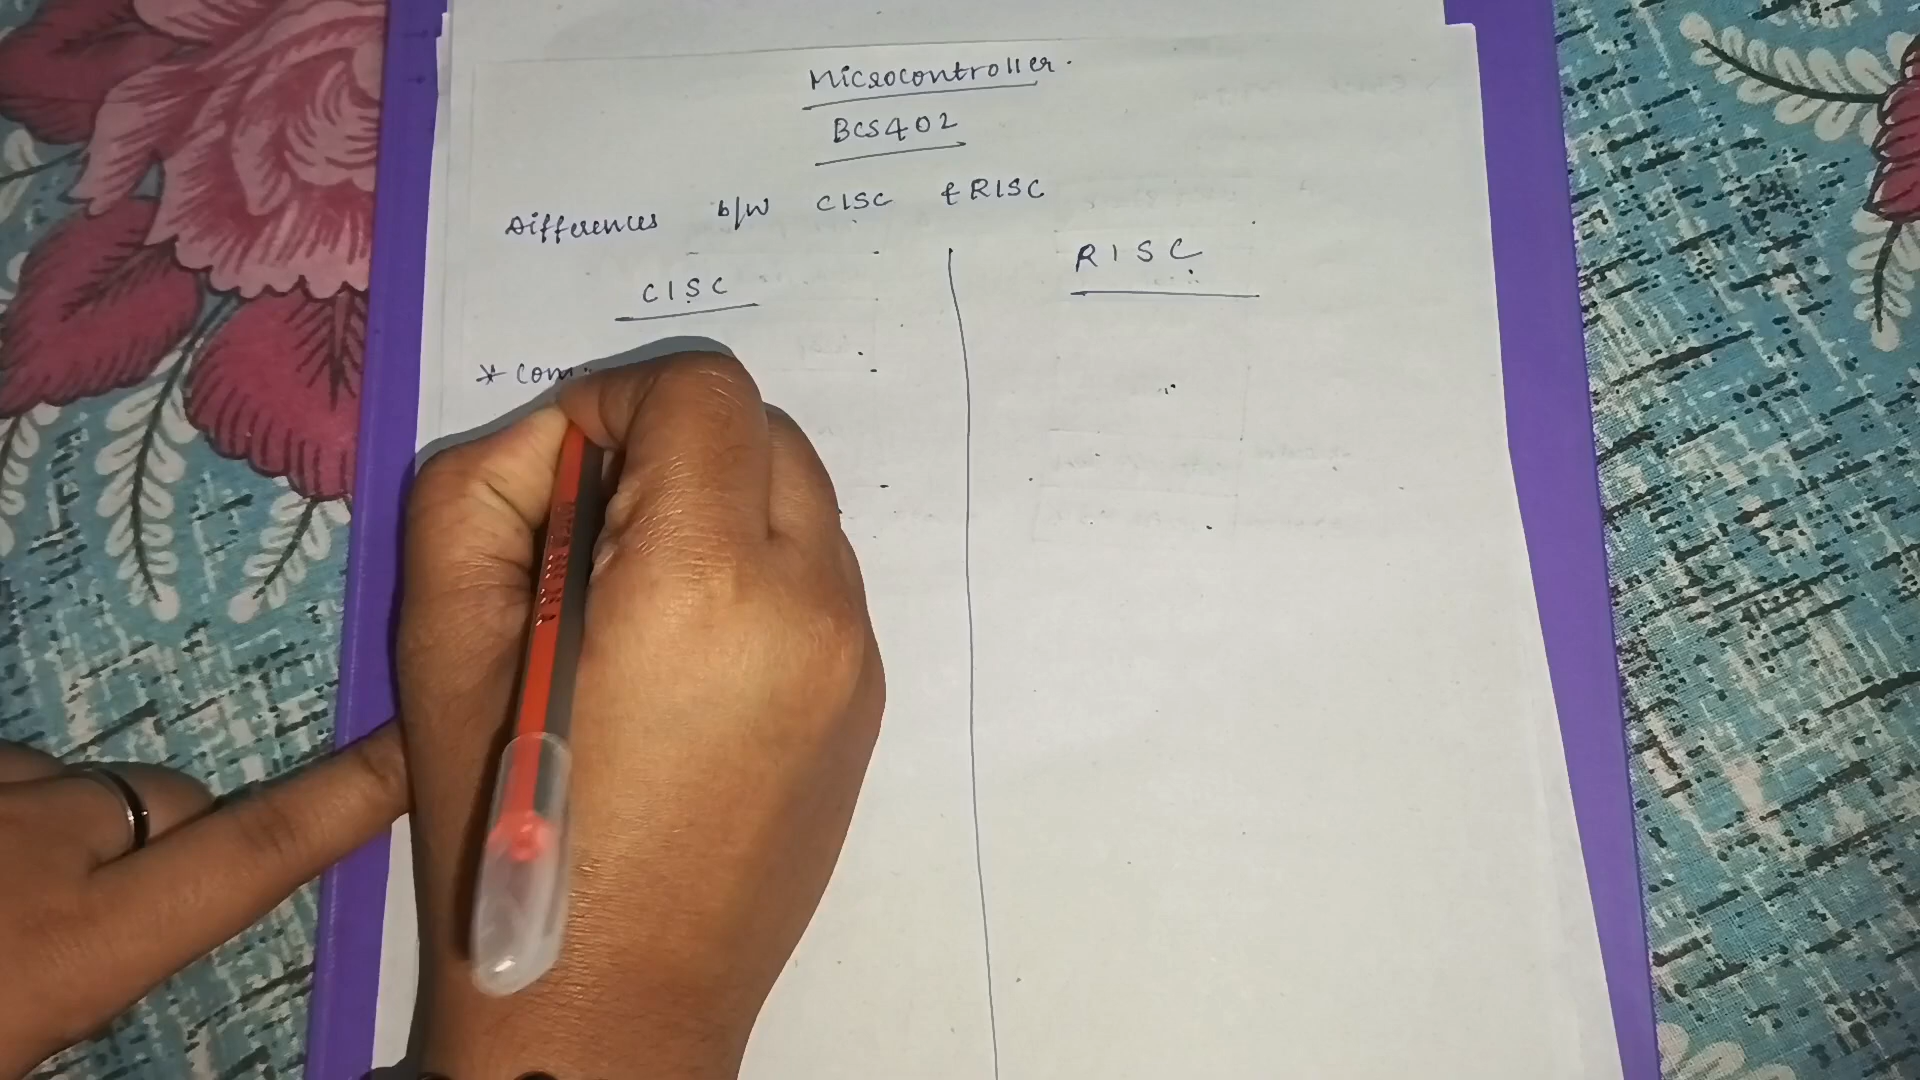 Microcontroller.
BCS402
Differences b/w CISC & RISC
CISC
RISC
* Com